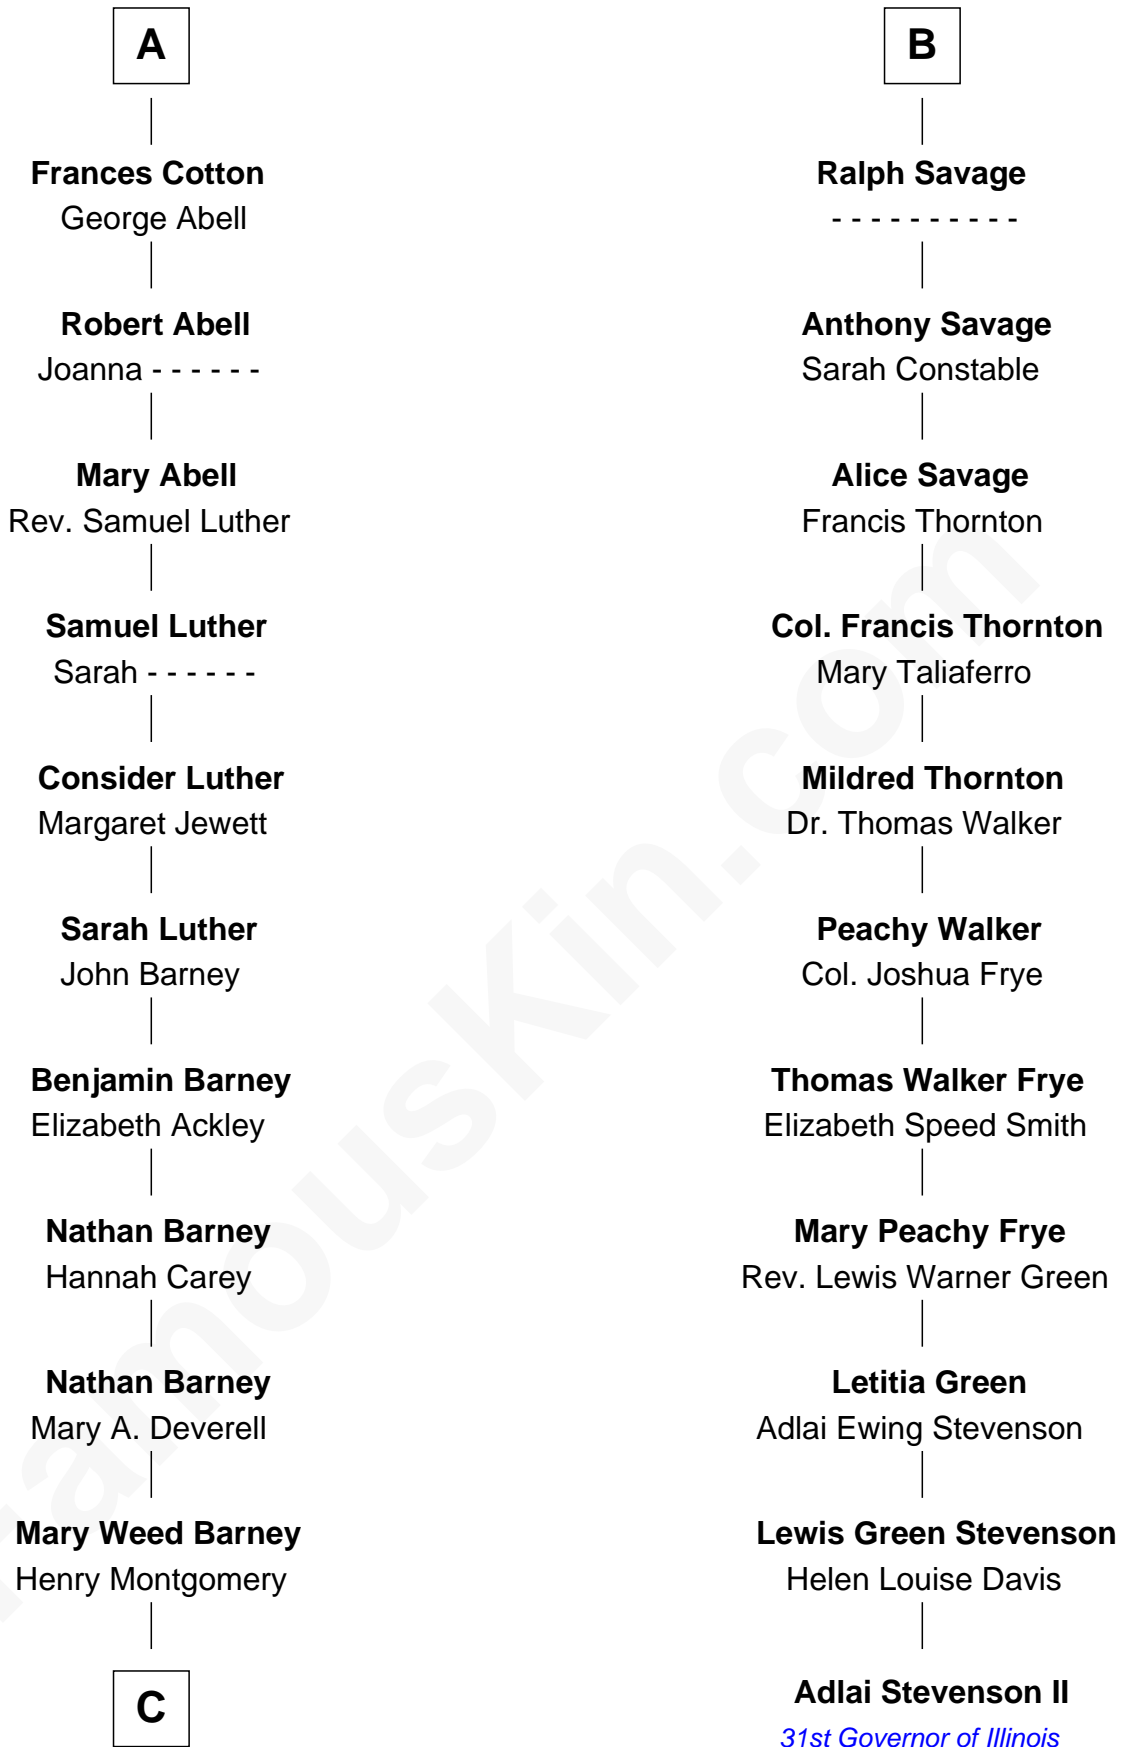 A
Frances Cotton
George Abell
Robert Abell
Joanna - - - - - -
Mary Abell
Rev. Samuel Luther
Samuel Luther
Sarah - - - - - -
Consider Luther
Margaret Jewett
Sarah Luther
John Barney
Benjamin Barney
Elizabeth Ackley
Nathan Barney
Hannah Carey
Nathan Barney
Mary A. Deverell
Mary Weed Barney
Henry Montgomery
C
B
Ralph Savage
- - - - - - - - - -
Anthony Savage
Sarah Constable
Alice Savage
Francis Thornton
Col. Francis Thornton
Mary Taliaferro
Mildred Thornton
Dr. Thomas Walker
Peachy Walker
Col. Joshua Frye
Thomas Walker Frye
Elizabeth Speed Smith
Mary Peachy Frye
Rev. Lewis Warner Green
Letitia Green
Adlai Ewing Stevenson
Lewis Green Stevenson
Helen Louise Davis
Adlai Stevenson II
31st Governor of Illinois
FamousKin.com